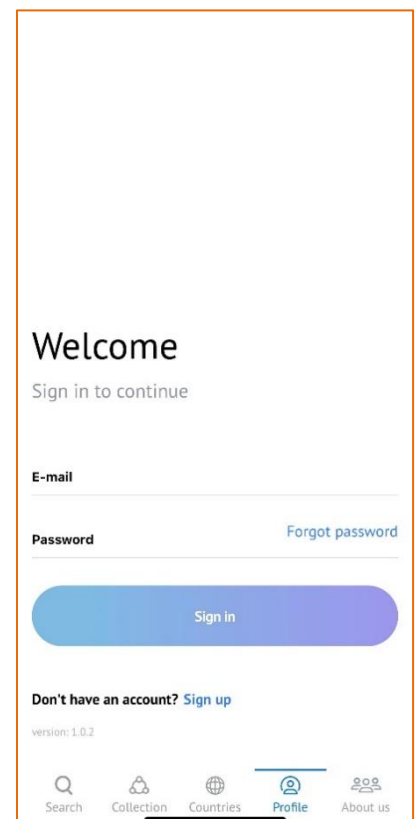 Welcome
Sign in to continue
E-mail
Forgot password
Password
Sign in
Don't have an account? Sign up
version: 1.0.2
Search Collection Countries Profile About us